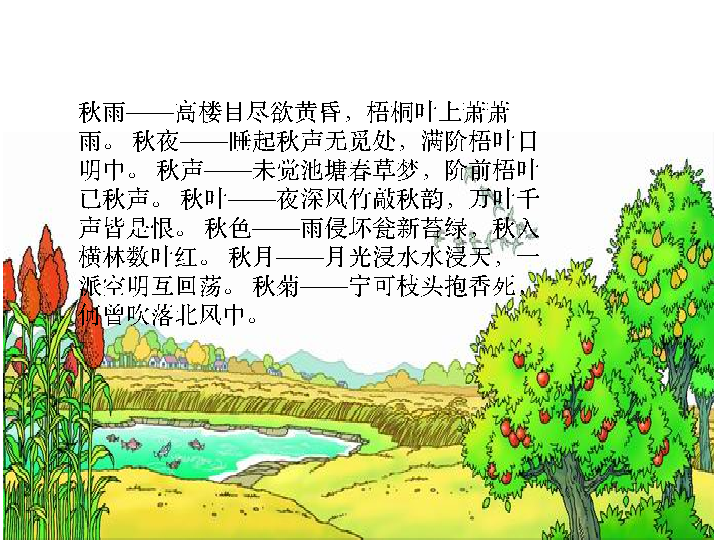 秋雨——高楼目尽欲黄昏，梧桐叶上萧萧
雨。 秋夜——睡起秋声无觅处，满阶梧叶月
明中。 秋声——未觉池塘春草梦，阶前梧叶
已秋声。 秋叶——夜深风竹敲秋韵，万叶千
声皆是恨。 秋色——雨侵坏瓮新苔绿，秋入
横林数叶红。 秋月——月光浸水水浸天，一
派空明互回荡。 秋菊——宁可枝头抱香死，
何曾吹落北风中。